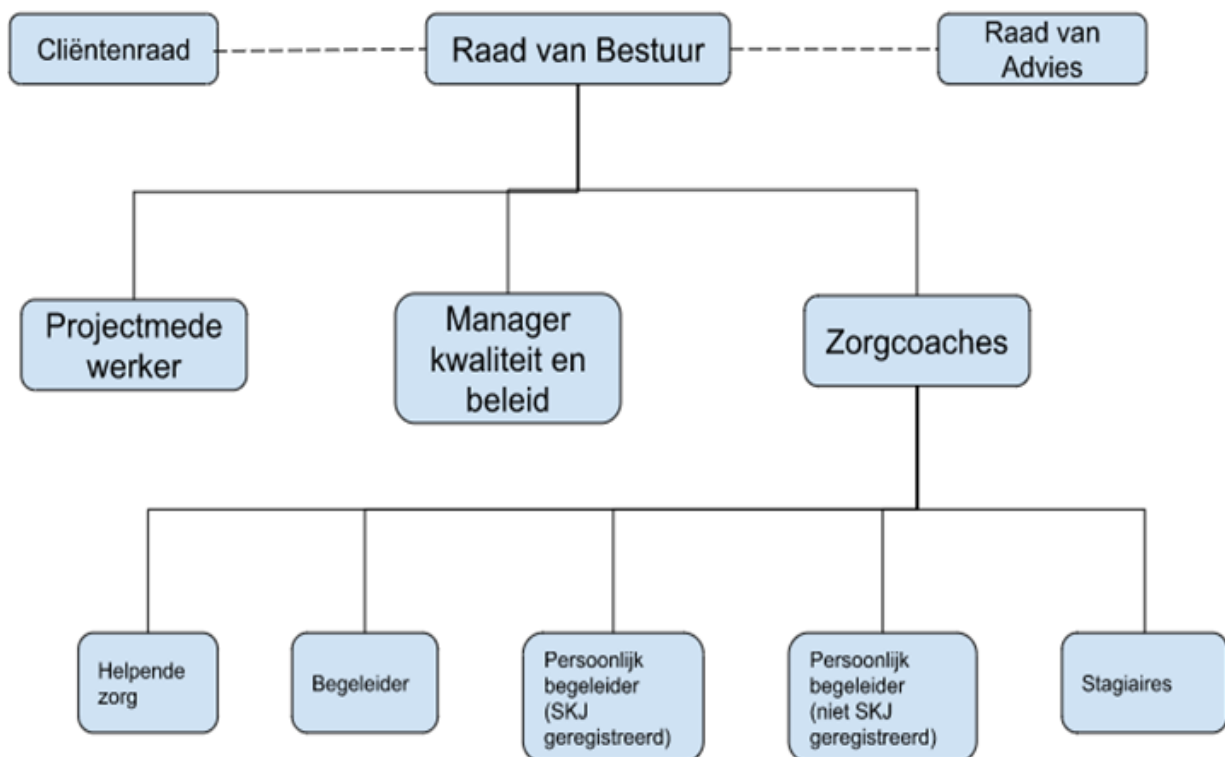 Cliëntenraad
Raad van Bestuur
Raad van
Advies
Projectmede
werker
Manager
kwaliteit en
beleid
Zorgcoaches
Helpende
zorg
Begeleider
Persoonlijk
begeleider
(SKJ
geregistreerd)
Persoonlijk
begeleider
(niet SKJ
geregistreerd)
Stagiaires